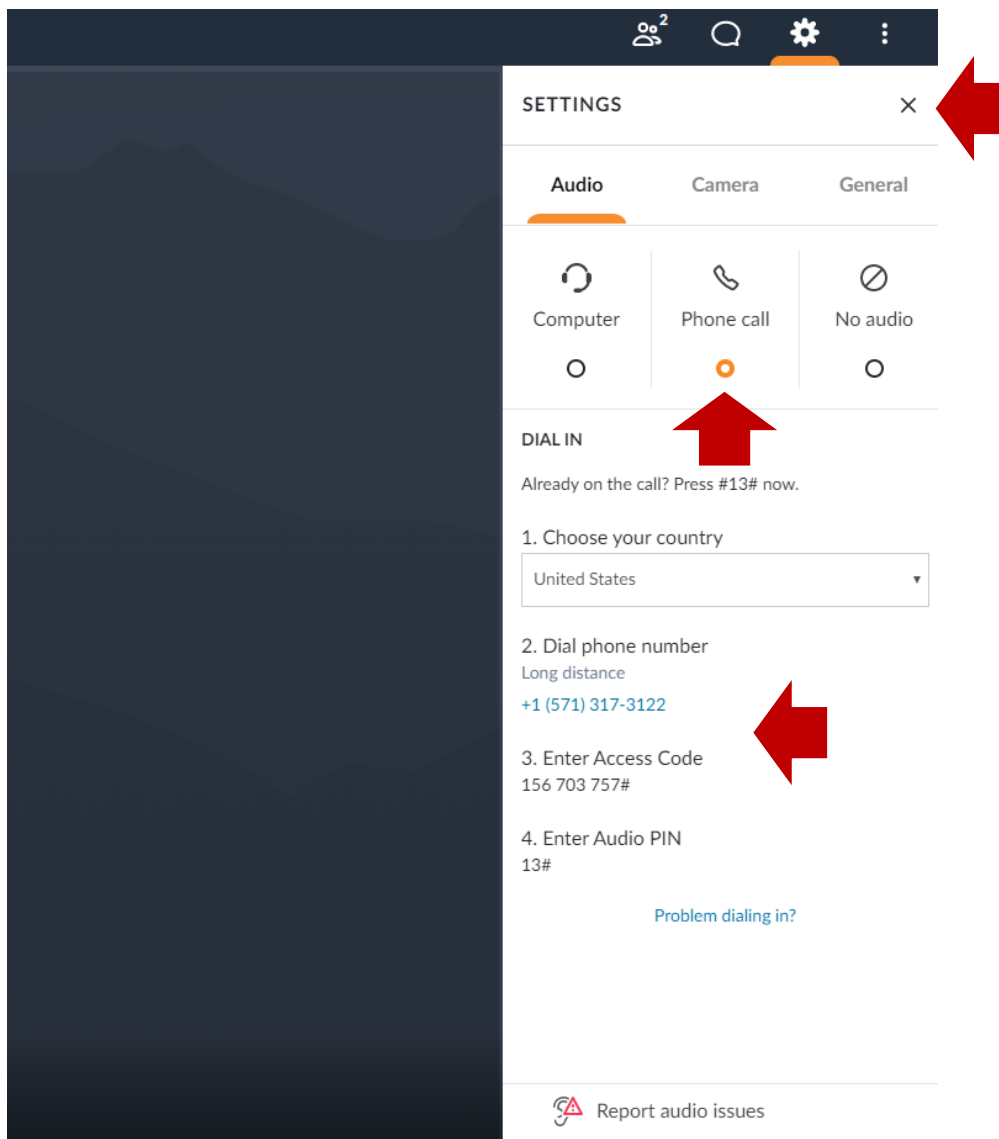 2
SETTINGS
Audio Camera General
Computer Phone call No audio
DIAL IN
Already on the call? Press #13# now.
1. Choose your country
United States
2. Dial phone number
Long distance
+1 (571) 317-3122
3. Enter Access Code
156 703 757#
4. Enter Audio PIN
13#
Problem dialing in?
Report audio issues